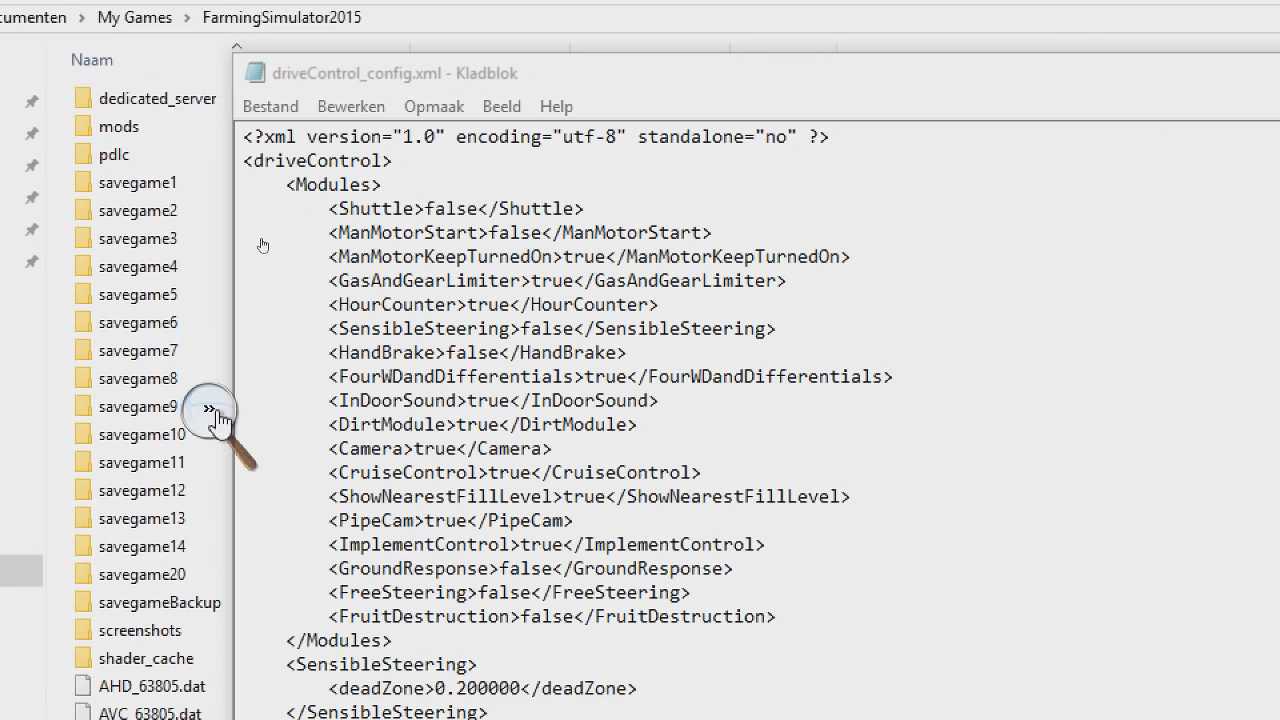 cumenten > My Games > FarmingSimulator2015
Naam
dedicated_server
mods
pdlc
savegame1
savegame2
savegame3
savegame4
savegame5
savegame6
savegame7
savegame8
savegame9
savegame10
savegame11
savegame12
savegame13
savegame14
savegame20
savegameBackup
screenshots
shader_cache
AHD_63805.dat
AVC_63805.dat
»
driveControl_config.xml - Kladblok
Bestand Bewerken Opmaak Beeld Help
<?xml version="1.0" encoding="utf-8" standalone="no" ?>
<driveControl>
<Modules>
<Shuttle>false</Shuttle>
<ManMotorStart>false</ManMotorStart>
<ManMotorKeepTurnedOn>true</ManMotorKeepTurnedOn>
<GasAndGearLimiter>true</GasAndGearLimiter>
<HourCounter>true</HourCounter>
<SensibleSteering>false</SensibleSteering>
<HandBrake>false</HandBrake>
<FourWDandDifferentials>true</FourWDandDifferentials>
<InDoorSound>true</InDoorSound>
<DirtModule>true</DirtModule>
<Camera>true</Camera>
<CruiseControl>true</CruiseControl>
<ShowNearestFillLevel>true</ShowNearestFillLevel>
<PipeCam>true</PipeCam>
<ImplementControl>true</ImplementControl>
<GroundResponse>false</GroundResponse>
<FreeSteering>false</FreeSteering>
<FruitDestruction>false</FruitDestruction>
</Modules>
<SensibleSteering>
<deadZone>0.200000</deadZone>
</SensibleSteering>